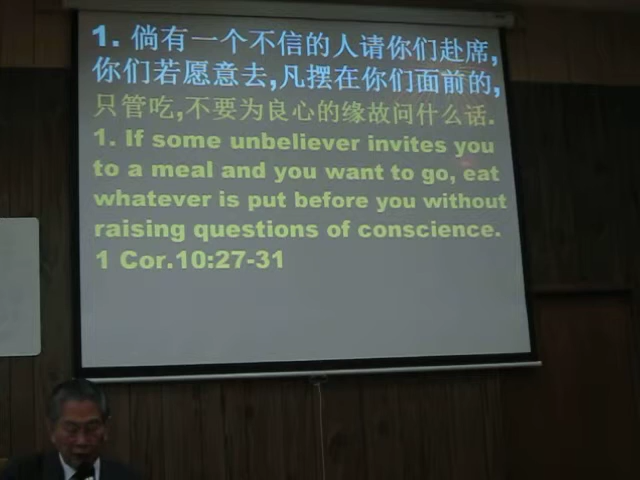 1. 倘有一个不信的人请你们赴席,
你们若愿意去,凡摆在你们面前的,
只管吃,不要为良心的缘故问什么话.
1. If some unbeliever invites you
to a meal and you want to go, eat
whatever is put before you without
raising questions of conscience.
1 Cor.10:27-31